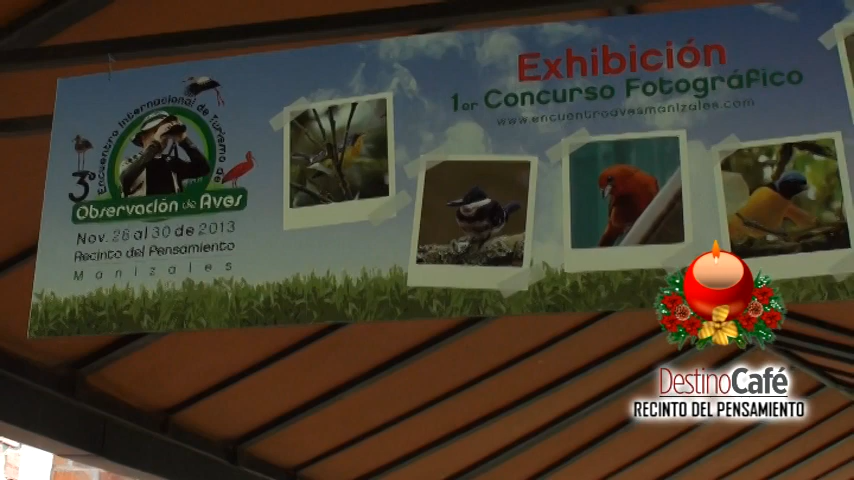 Exhibición
1er Concurso Fotográfico
www.encuentroavesmanizales.com
3º Encuentro Internacional de Turismo de
Observación de Aves
Nov. 26 al 30 de 2013
Recinto del Pensamiento
Manizales
DestinoCafé
RECINTO DEL PENSAMIENTO